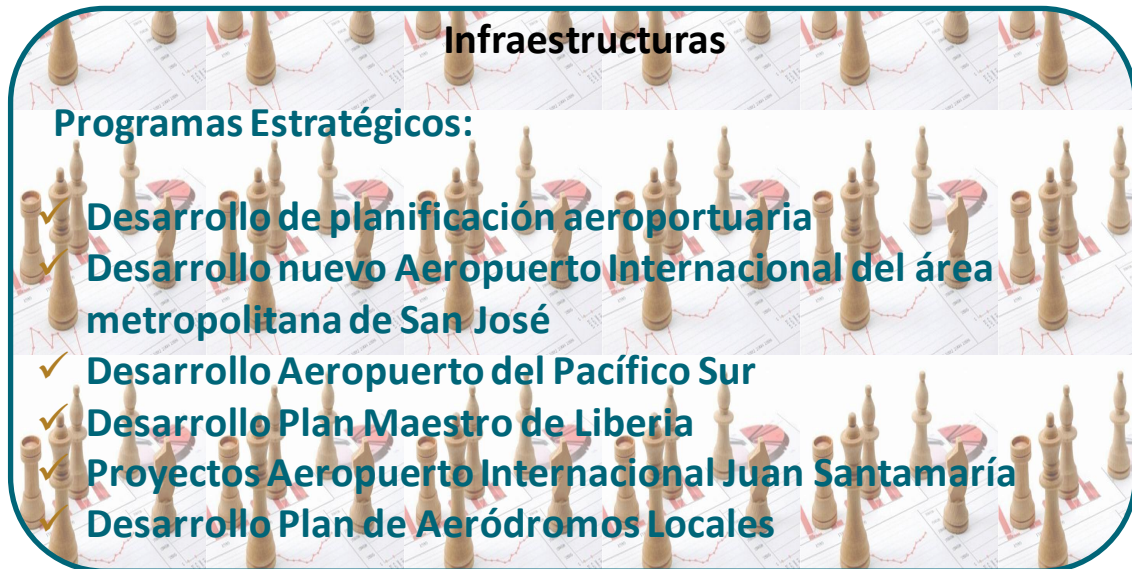 Infraestructuras
Programas Estratégicos:
✓ Desarrollo de planificación aeroportuaria
✓ Desarrollo nuevo Aeropuerto Internacional del área
metropolitana de San José
✓ Desarrollo Aeropuerto del Pacífico Sur
✓ Desarrollo Plan Maestro de Liberia
✓ Proyectos Aeropuerto Internacional Juan Santamaría
✓ Desarrollo Plan de Aeródromos Locales